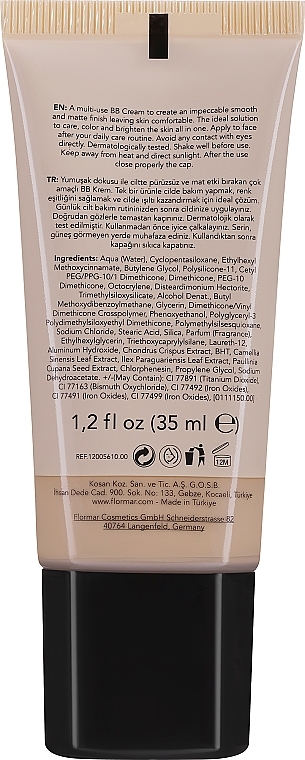 EN: A multi-use BB Cream to create an impeccable smooth
and matte finish leaving skin comfortable. The ideal solution
to care, color and brighten the skin all in one. Apply to face
after your daily care routine. Avoid any contact with eyes
directly. Dermatologically tested. Shake well before use.
Keep away from heat and direct sunlight. After the use
close properly the cap.
TR: Yumuşak dokusu ile ciltte pürüzsüz ve mat etki bırakan çok
amaçlı BB Krem. Tek bir ürünle cilde bakım yapmak, renk
eşitliğini sağlamak ve cilde ışıltı kazandırmak için ideal çözüm.
Günlük cilt bakım rutininizden sonra cildinize uygulayınız.
Doğrudan gözlerle temastan kaçınınız. Dermatolojik olarak
test edilmiştir. Kullanmadan önce iyice çalkalayınız. Serin,
güneş görmeyen yerde muhafaza ediniz. Kullandıktan sonra
kapağını sıkıca kapatınız.
Ingredients: Aqua (Water), Cyclopentasiloxane, Ethylhexyl
Methoxycinnamate, Butylene Glycol, Polysilicone-11, Cetyl
PEG/PPG-10/1 Dimethicone, Dimethicone, PEG-10
Dimethicone, Octocrylene, Disteardimonium Hectorite,
Trimethylsiloxysilicate, Alcohol Denat., Butyl
Methoxydibenzoylmethane, Glycerin, Dimethicone/Vinyl
Dimethicone Crosspolymer, Phenoxyethanol, Polyglyceryl-3
Polydimethylsiloxyethyl Dimethicone, Polymethylsilsesquioxane,
Sodium Chloride, Stearic Acid, Silica, Parfum (Fragrance),
Ethylhexylglycerin, Triethoxycaprylylsilane, Laureth-12,
Aluminum Hydroxide, Chondrus Crispus Extract, BHT, Camellia
Sinensis Leaf Extract, Ilex Paraguariensis Leaf Extract, Paullinia
Cupana Seed Extract, Chlorphenesin, Propylene Glycol, Sodium
Dehydroacetate. +/-(May Contain): CI 77891 (Titanium Dioxide),
CI 77163 (Bismuth Oxychloride), CI 77492 (Iron Oxides),
CI 77491 (Iron Oxides), CI 77499 (Iron Oxides), [0111150.00]
1,2 fl oz (35 ml ℮)
REF.12005610.00
12M
Kosan Koz. San. ve Tic. A.Ş. G.O.S.B.
İhsan Dede Cad. 900. Sok. No: 133, Gebze, Kocaeli, Türkiye
www.flormar.com - Made in Türkiye
Flormar Cosmetics GmbH Schneiderstrasse 82
40764 Langenfeld, Germany